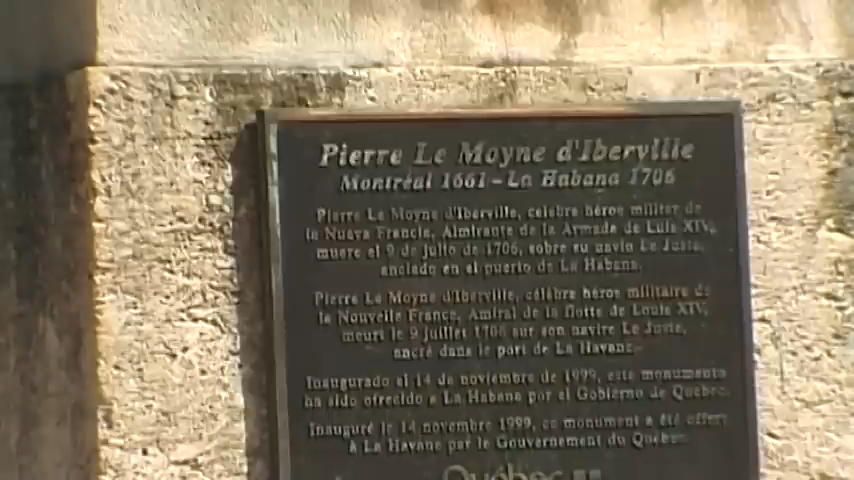 Pierre Le Moyne d'Iberville
Montréal 1661 - La Habana 1706
Pierre Le Moyne d'Iberville, celebre héroe militar de
la Nueva Francia, Almirante de la Armada de Luis XIV,
muere el 9 de julio de 1706, sobre su navío Le Juste,
anclado en el puerto de La Habana.
Pierre Le Moyne d'Iberville, célèbre héros militaire de
la Nouvelle France, Amiral de la flotte de Louis XIV,
meurt le 9 juillet 1706 sur son navire Le Juste,
ancré dans le port de La Havane.
Inaugurado el 14 de noviembre de 1999, este monumento
ha sido ofrecido a La Habana por el Gobierno de Quebec.
Inauguré le 14 novembre 1999, ce monument a été offert
à La Havane par le Gouvernement du Québec.
Québec